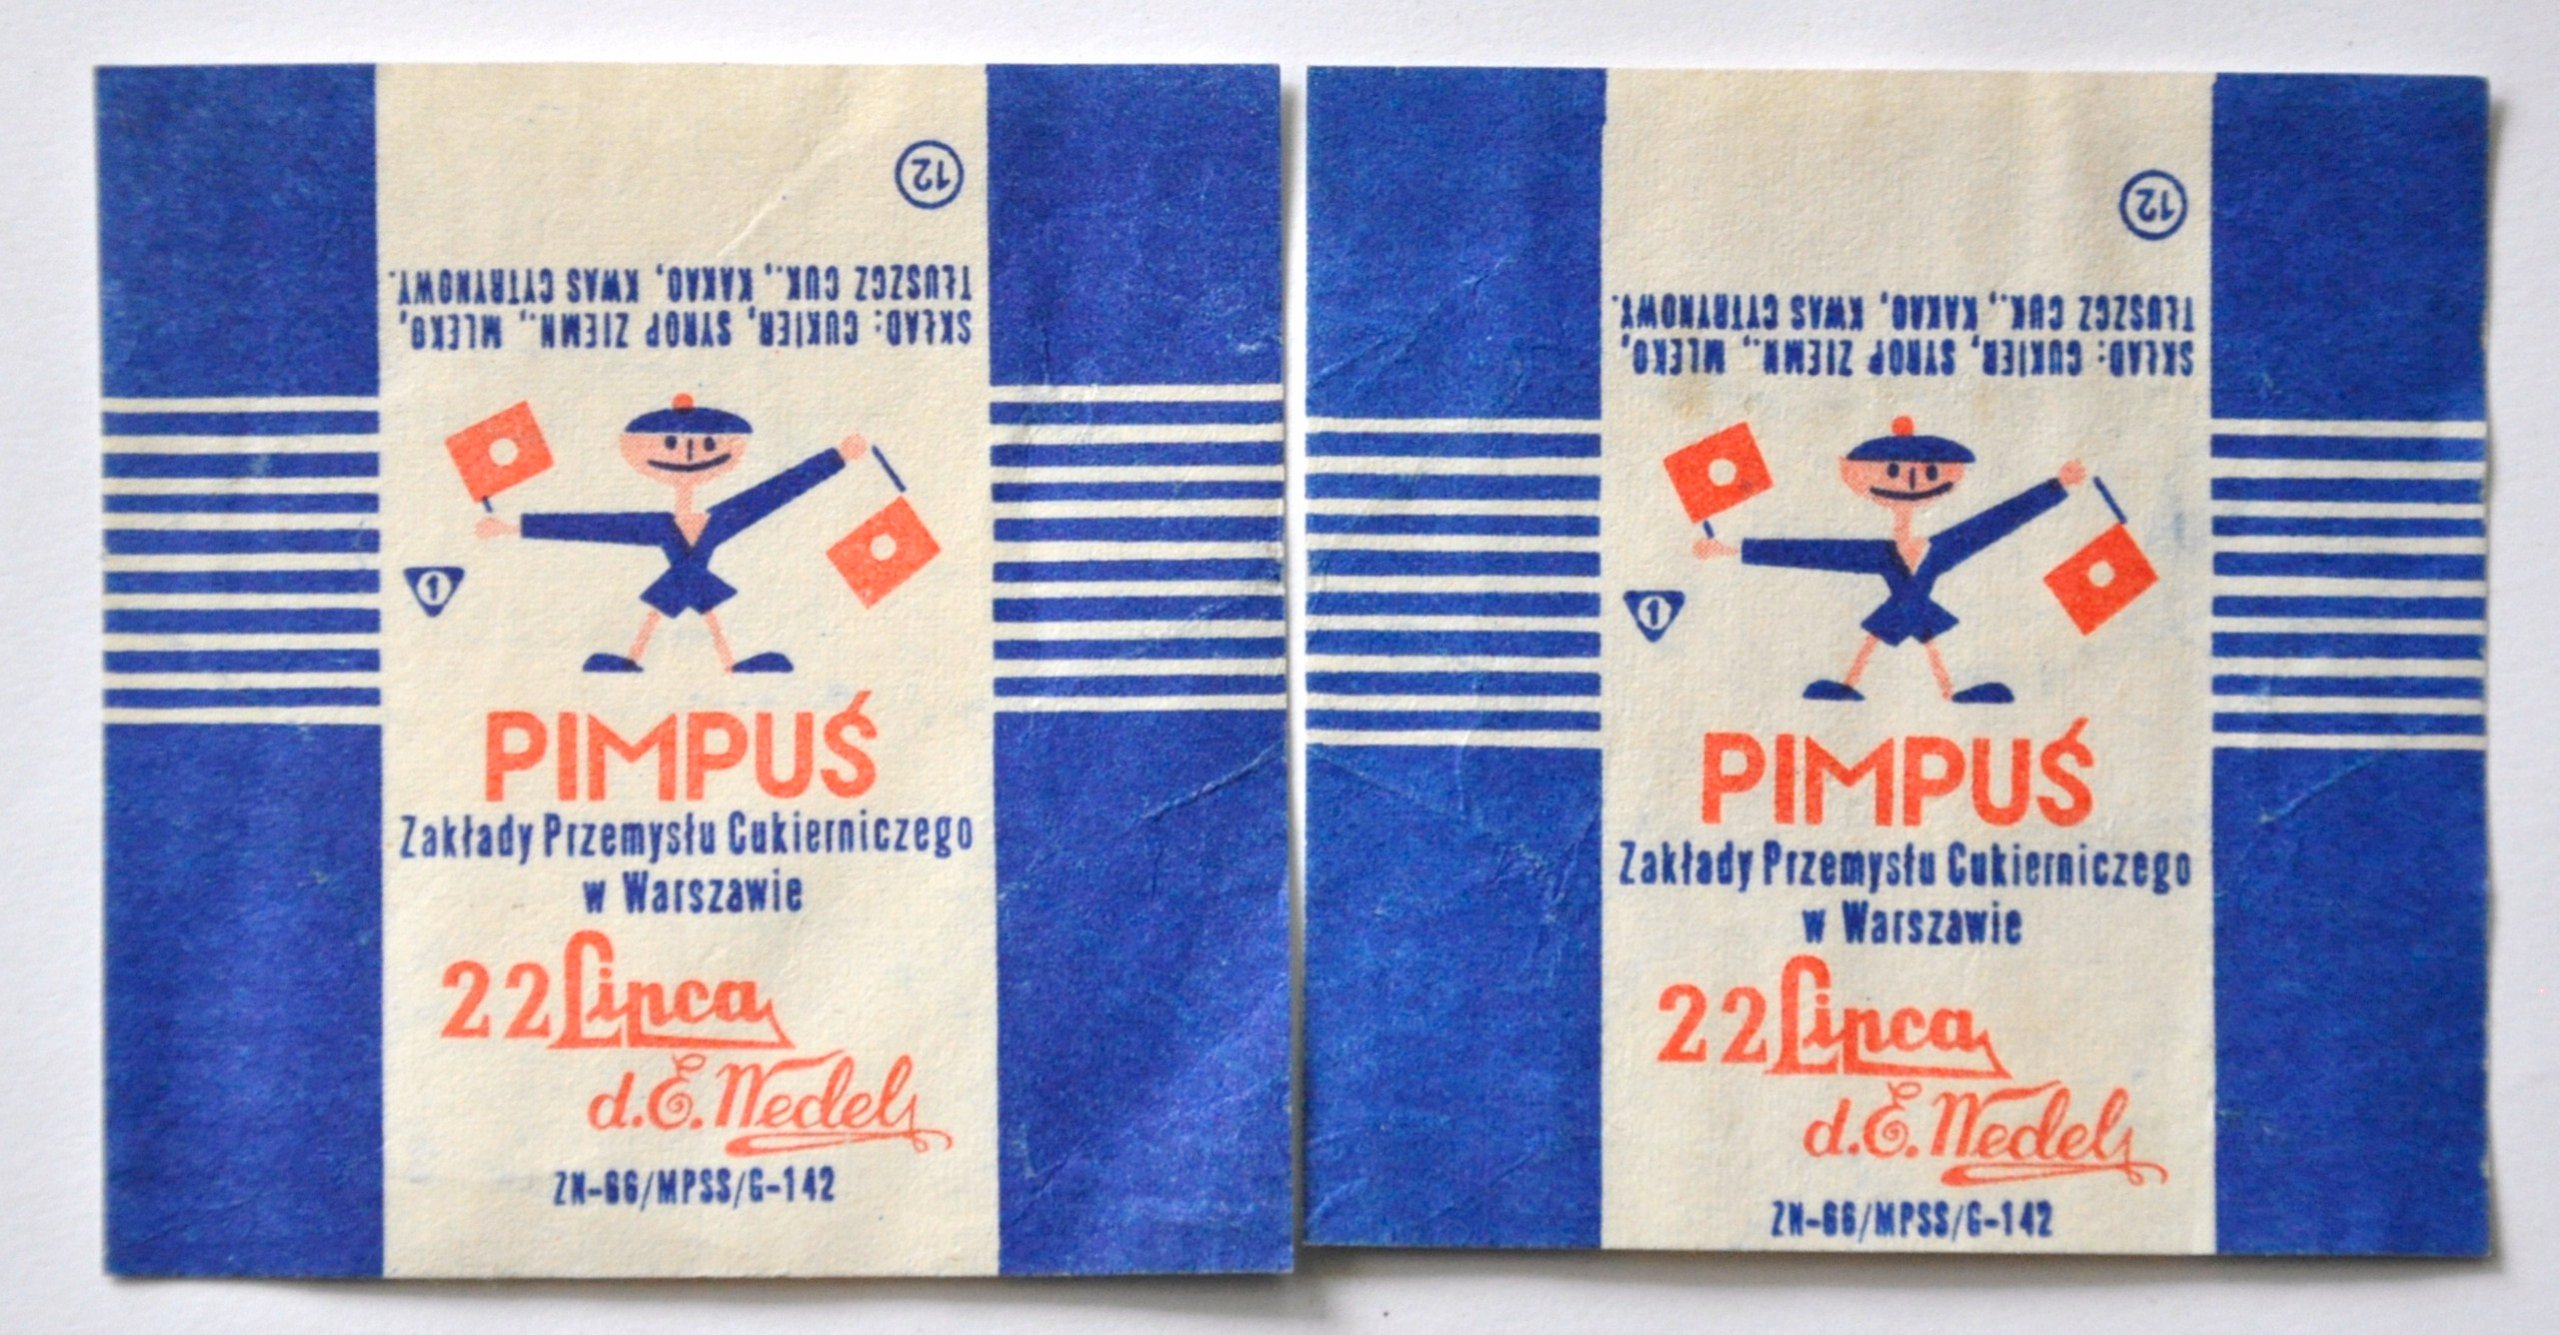 12
SKŁAD: CUKIER, SYROP ZIEMN., MLEKO,
TŁUSZCZ CUK., KAKAO, KWAS CYTRYNOWY.
1
PIMPUŚ
Zakłady Przemysłu Cukierniczego
w Warszawie
22 Lipca
d. E. Wedel
ZN-66/MPSS/G-142
12
SKŁAD: CUKIER, SYROP ZIEMN., MLEKO,
TŁUSZCZ CUK., KAKAO, KWAS CYTRYNOWY.
1
PIMPUŚ
Zakłady Przemysłu Cukierniczego
w Warszawie
22 Lipca
d. E. Wedel
ZN-66/MPSS/G-142